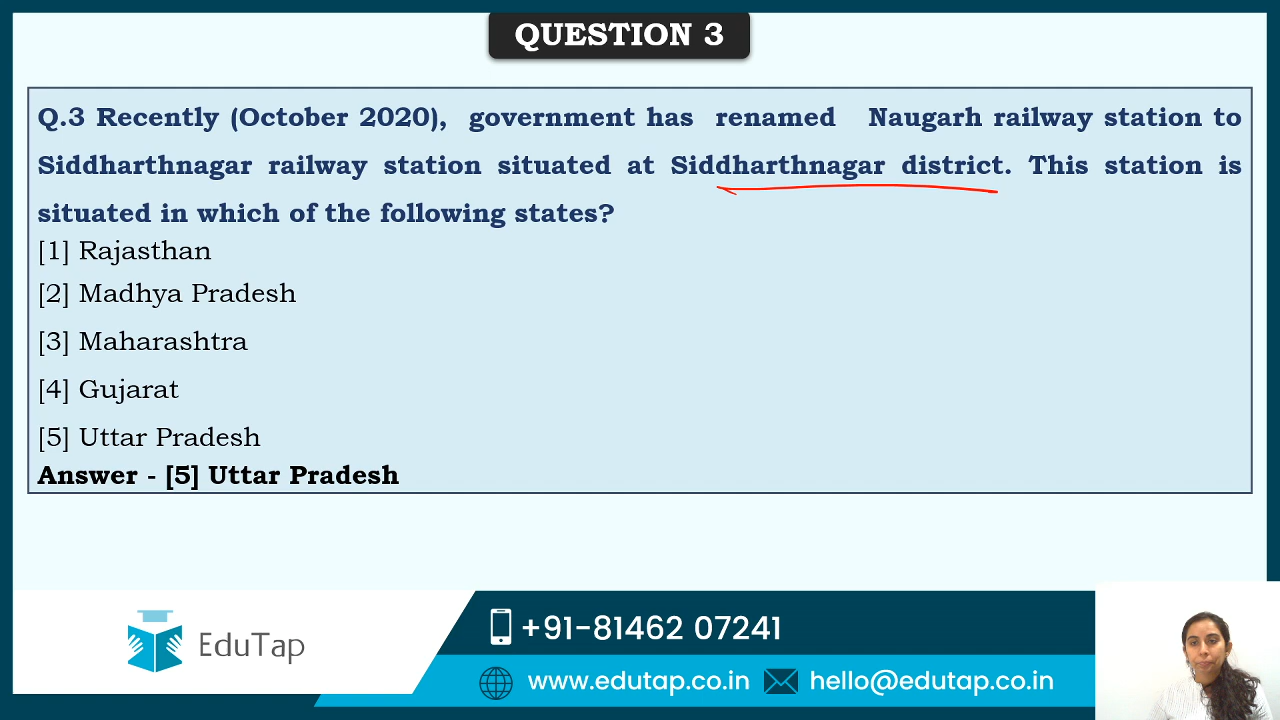 QUESTION 3
Q.3 Recently (October 2020), government has renamed Naugarh railway station to
Siddharthnagar railway station situated at Siddharthnagar district. This station is
situated in which of the following states?
[1] Rajasthan
[2] Madhya Pradesh
[3] Maharashtra
[4] Gujarat
[5] Uttar Pradesh
Answer - [5] Uttar Pradesh
EduTap
+91-81462 07241
www.edutap.co.in
hello@edutap.co.in